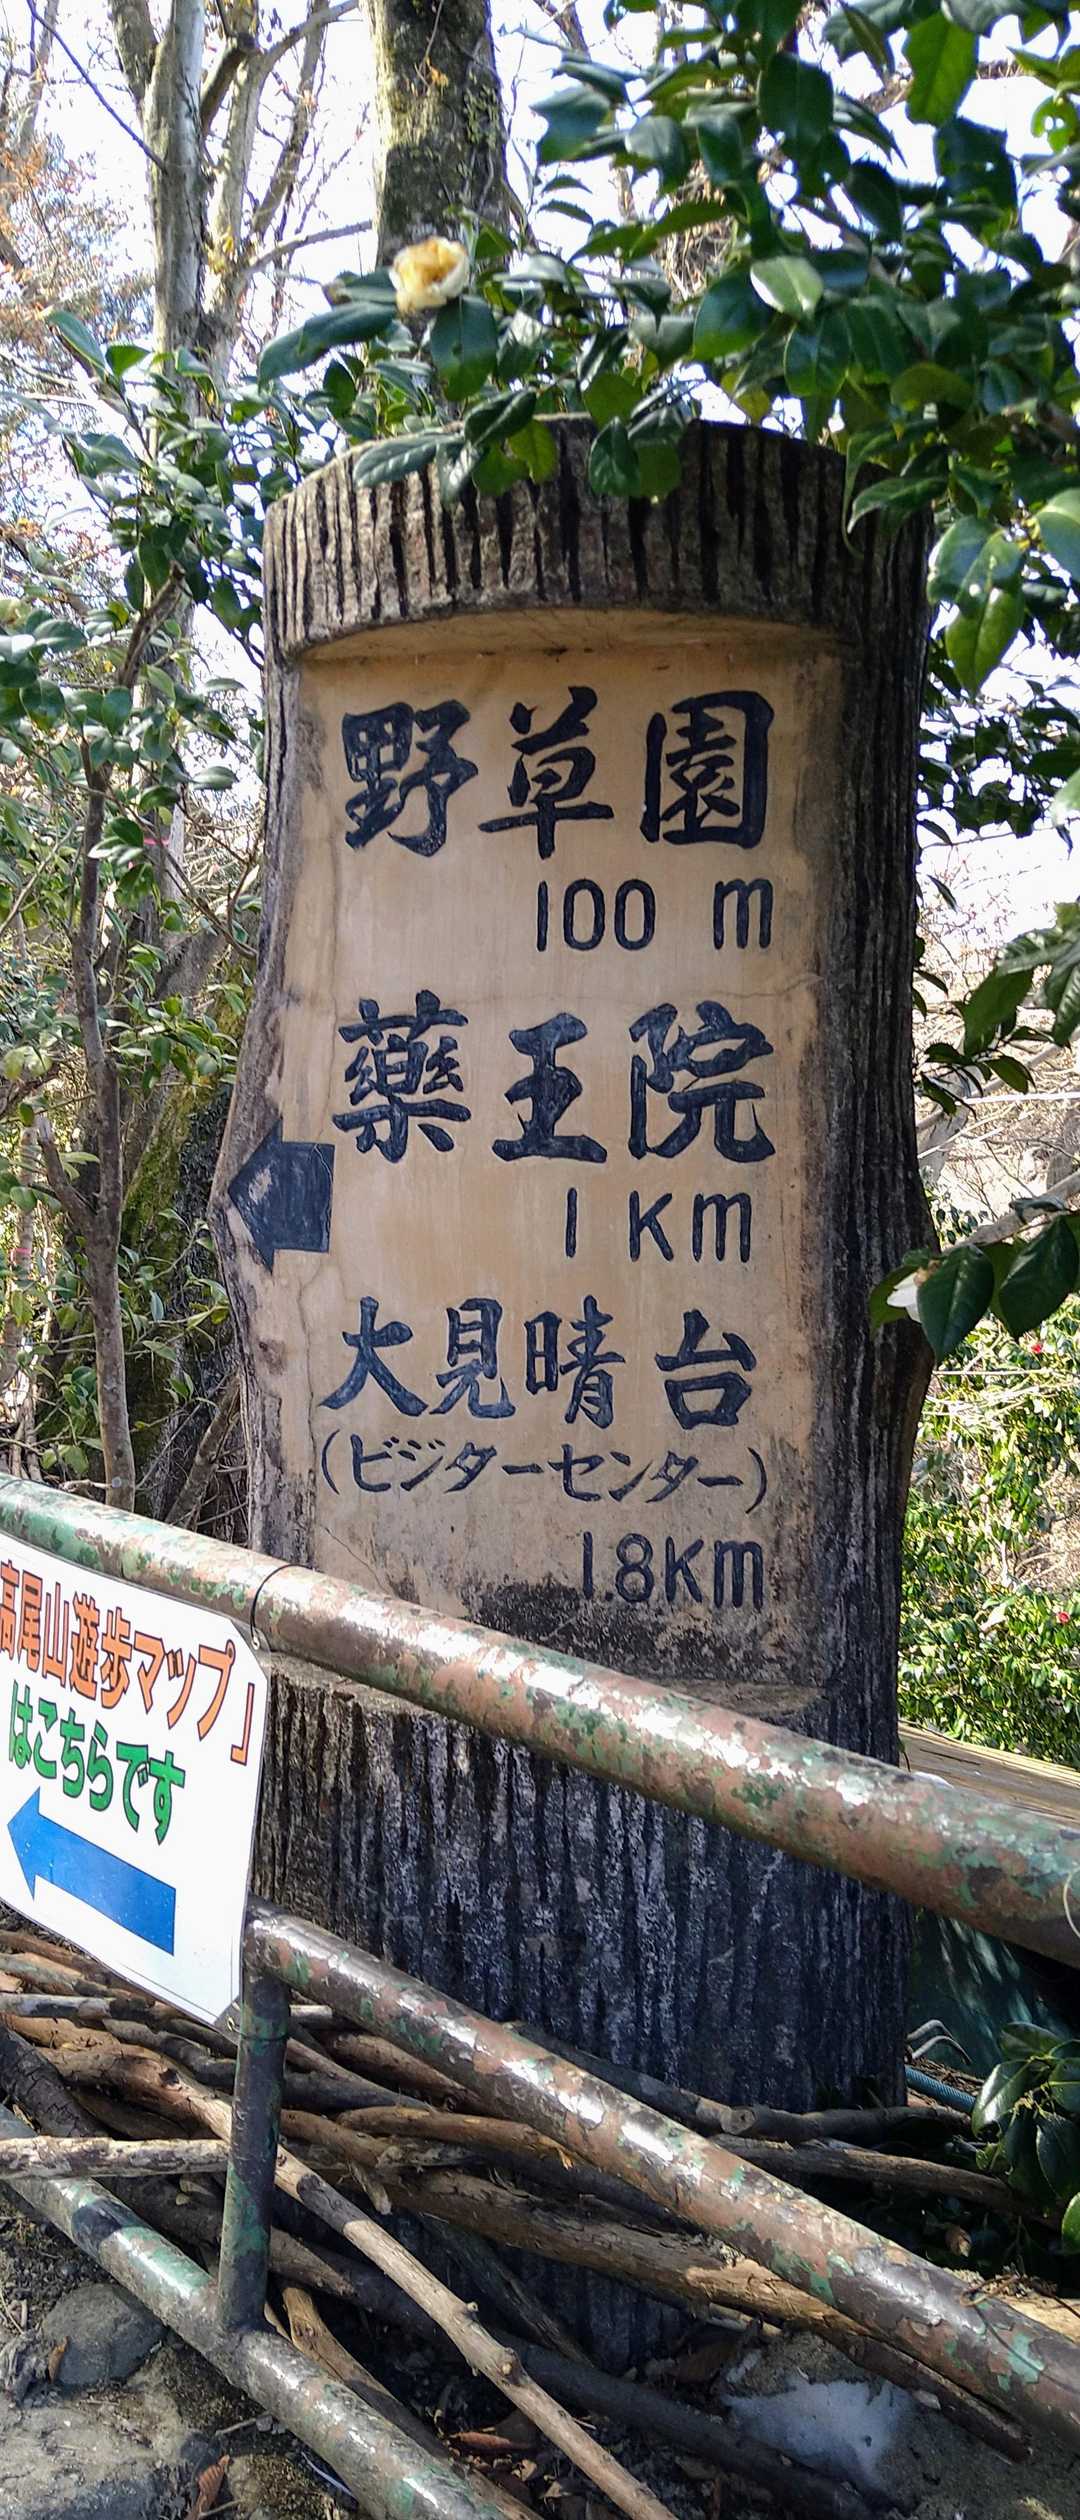 野草園
100 m
薬王院
1 Km
大見晴台
(ビジターセンター)
1.8Km
高尾山遊歩マップ」
はこちらです